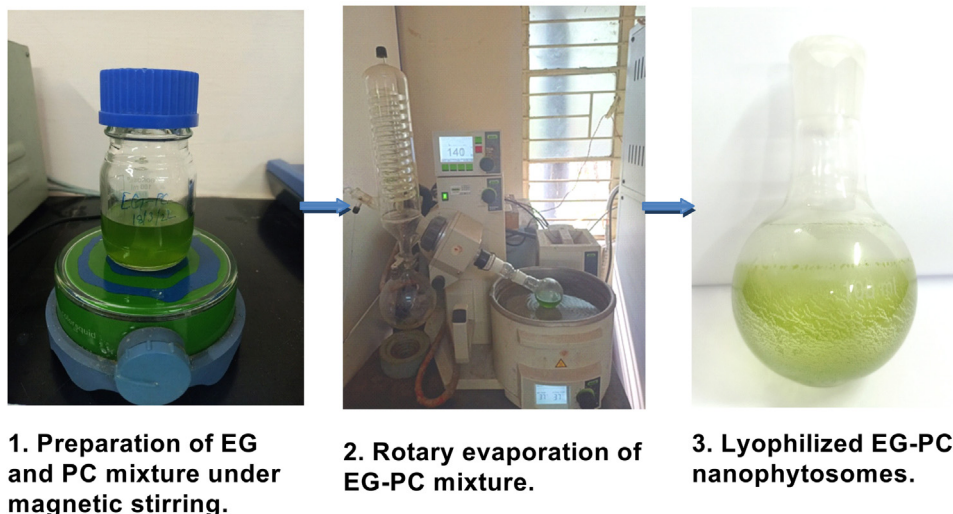 140
1. Preparation of EG
and PC mixture under
magnetic stirring.
2. Rotary evaporation of
EG-PC mixture.
3. Lyophilized EG-PC
nanophytosomes.